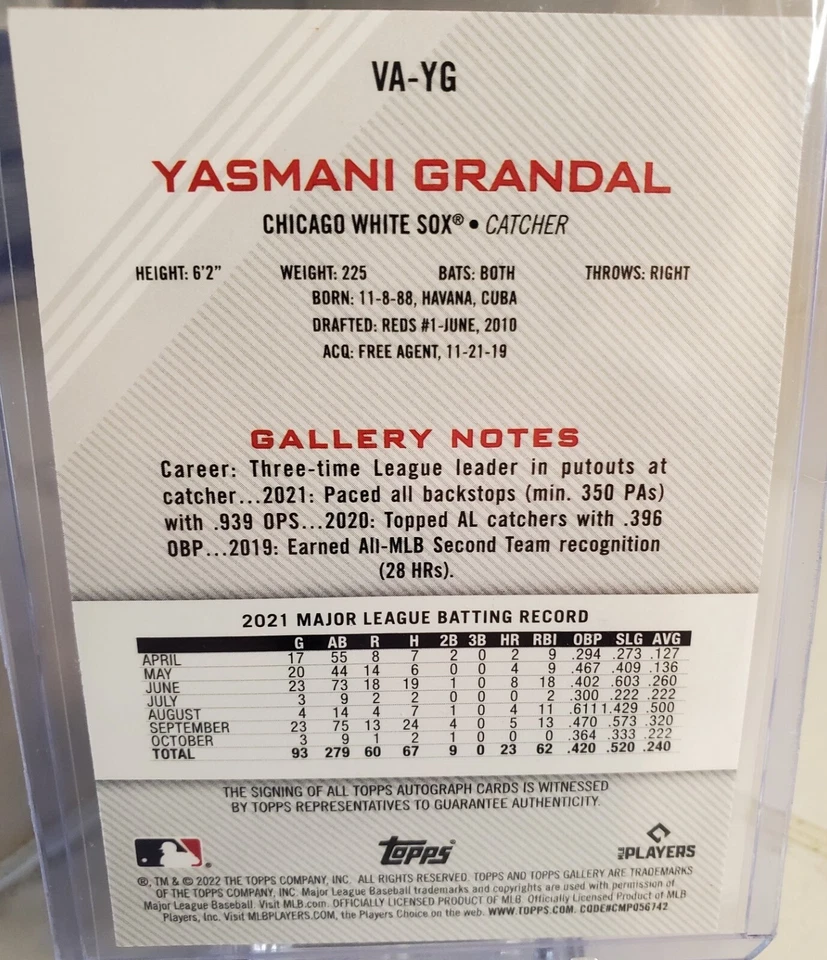 VA-YG
YASMANI GRANDAL
CHICAGO WHITE SOX® • CATCHER
HEIGHT: 6'2" WEIGHT: 225 BATS: BOTH THROWS: RIGHT
BORN: 11-8-88, HAVANA, CUBA
DRAFTED: REDS #1-JUNE, 2010
ACQ: FREE AGENT, 11-21-19
GALLERY NOTES
Career: Three-time League leader in putouts at
catcher...2021: Paced all backstops (min. 350 PAs)
with .939 OPS...2020: Topped AL catchers with .396
OBP...2019: Earned All-MLB Second Team recognition
(28 HRs).
2021 MAJOR LEAGUE BATTING RECORD
G AB R H 2B 3B HR RBI OBP SLG AVG
APRIL 17 55 8 7 2 0 2 9 .294 .273 .127
MAY 20 44 14 6 0 0 4 9 .467 .409 .136
JUNE 23 73 18 19 1 0 8 18 .402 .603 .260
JULY 3 9 2 2 0 0 0 2 .300 .222 .222
AUGUST 4 14 4 7 1 0 4 11 .611 1.429 .500
SEPTEMBER 23 75 13 24 4 0 5 13 .470 .573 .320
OCTOBER 3 9 1 2 1 0 0 0 .364 .333 .222
TOTAL 93 279 60 67 9 0 23 62 .420 .520 .240
THE SIGNING OF ALL TOPPS AUTOGRAPH CARDS IS WITNESSED
BY TOPPS REPRESENTATIVES TO GUARANTEE AUTHENTICITY.
topps
MLB PLAYERS
®, TM & © 2022 THE TOPPS COMPANY, INC. ALL RIGHTS RESERVED. TOPPS AND TOPPS GALLERY ARE TRADEMARKS
OF THE TOPPS COMPANY, INC. Major League Baseball trademarks and copyrights are used with permission of
Major League Baseball. Visit MLB.com. OFFICIALLY LICENSED PRODUCT OF MLB Officially Licensed Product of MLB
Players, Inc. Visit MLBPLAYERS.COM, the Players Choice on the web. WWW.TOPPS.COM. CODE#CMP056742